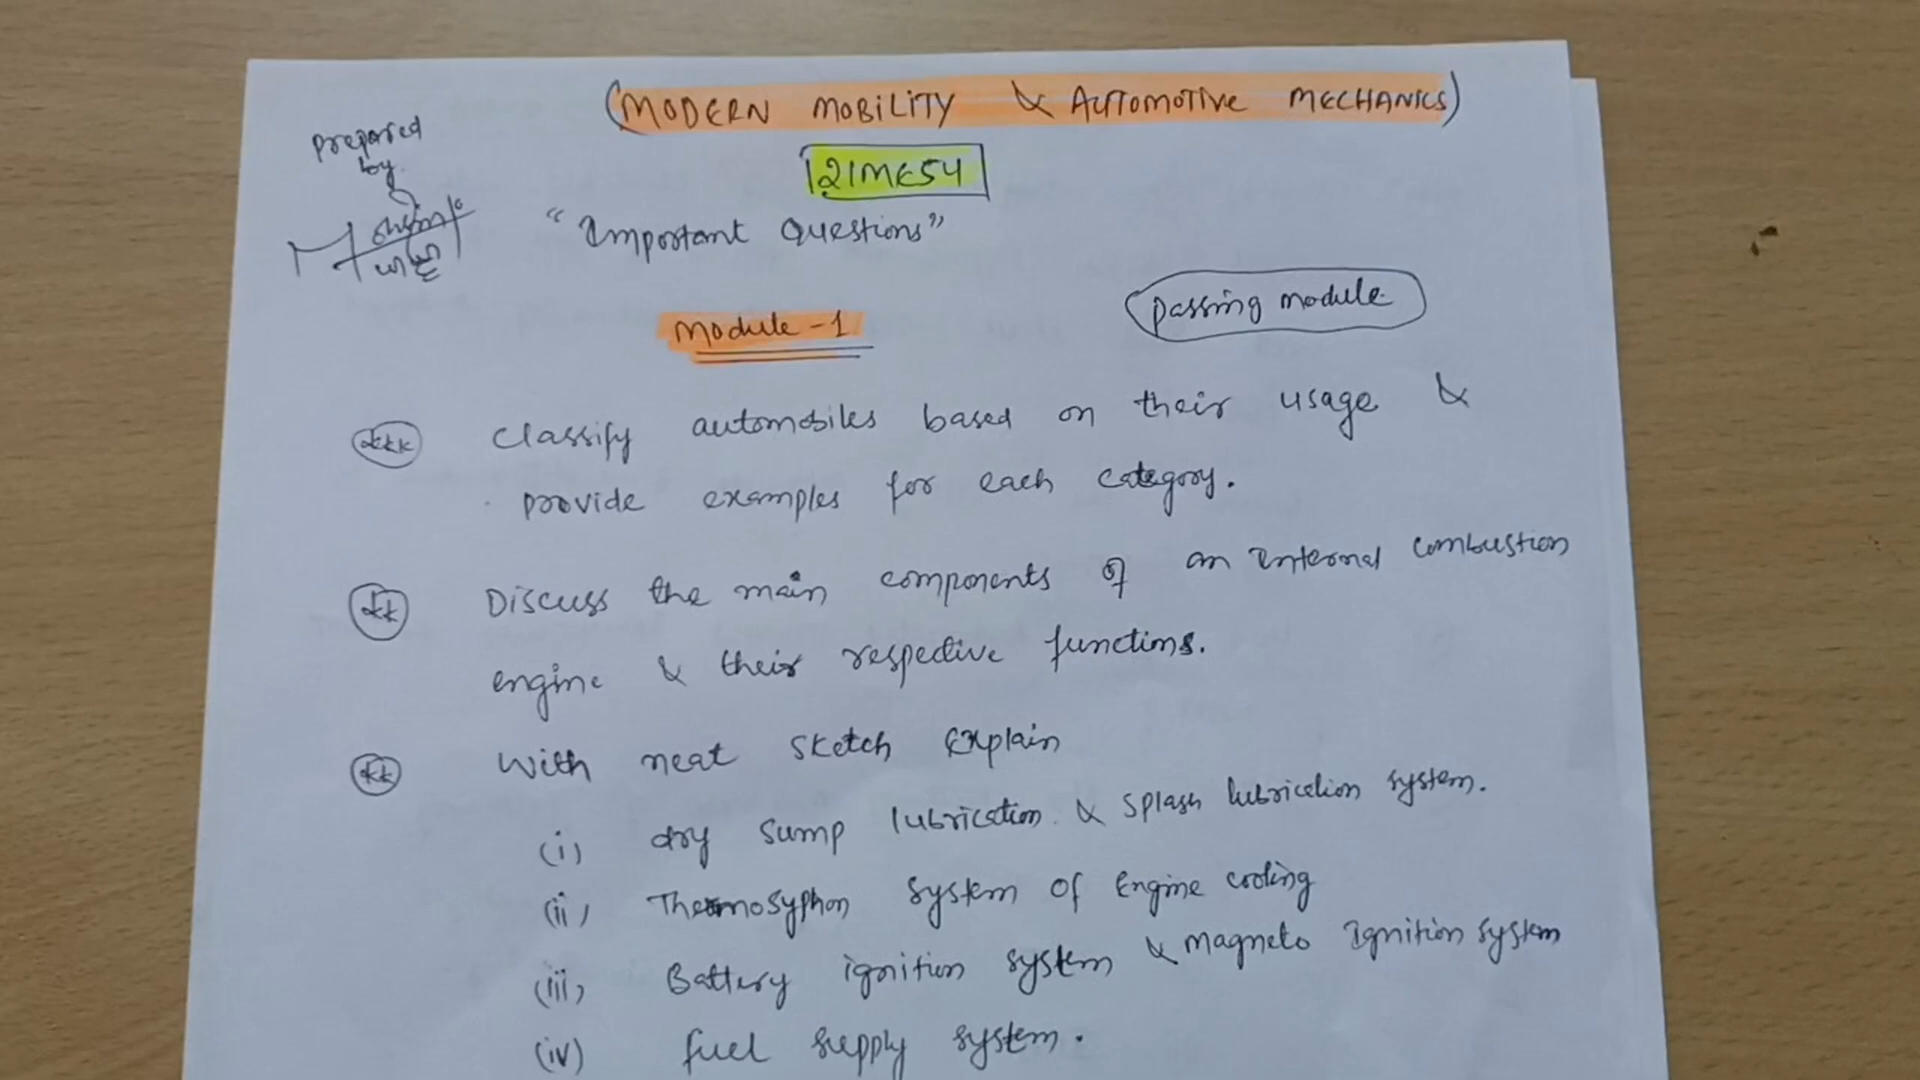 (MODERN MOBILITY & AUTOMOTIVE MECHANICS)
prepared
by.
21ME54
"Important Questions"
Passing module
Module-1
Classify automobiles based on their usage &
provide examples for each category.
Discuss the main components of an Internal combustion
engine & their respective functions.
With neat sketch Explain
(i) dry sump lubrication & splash lubrication system.
(ii) Thermosyphon system of Engine cooling
(iii) Battery ignition system & magneto Ignition system
(iv) fuel supply system.